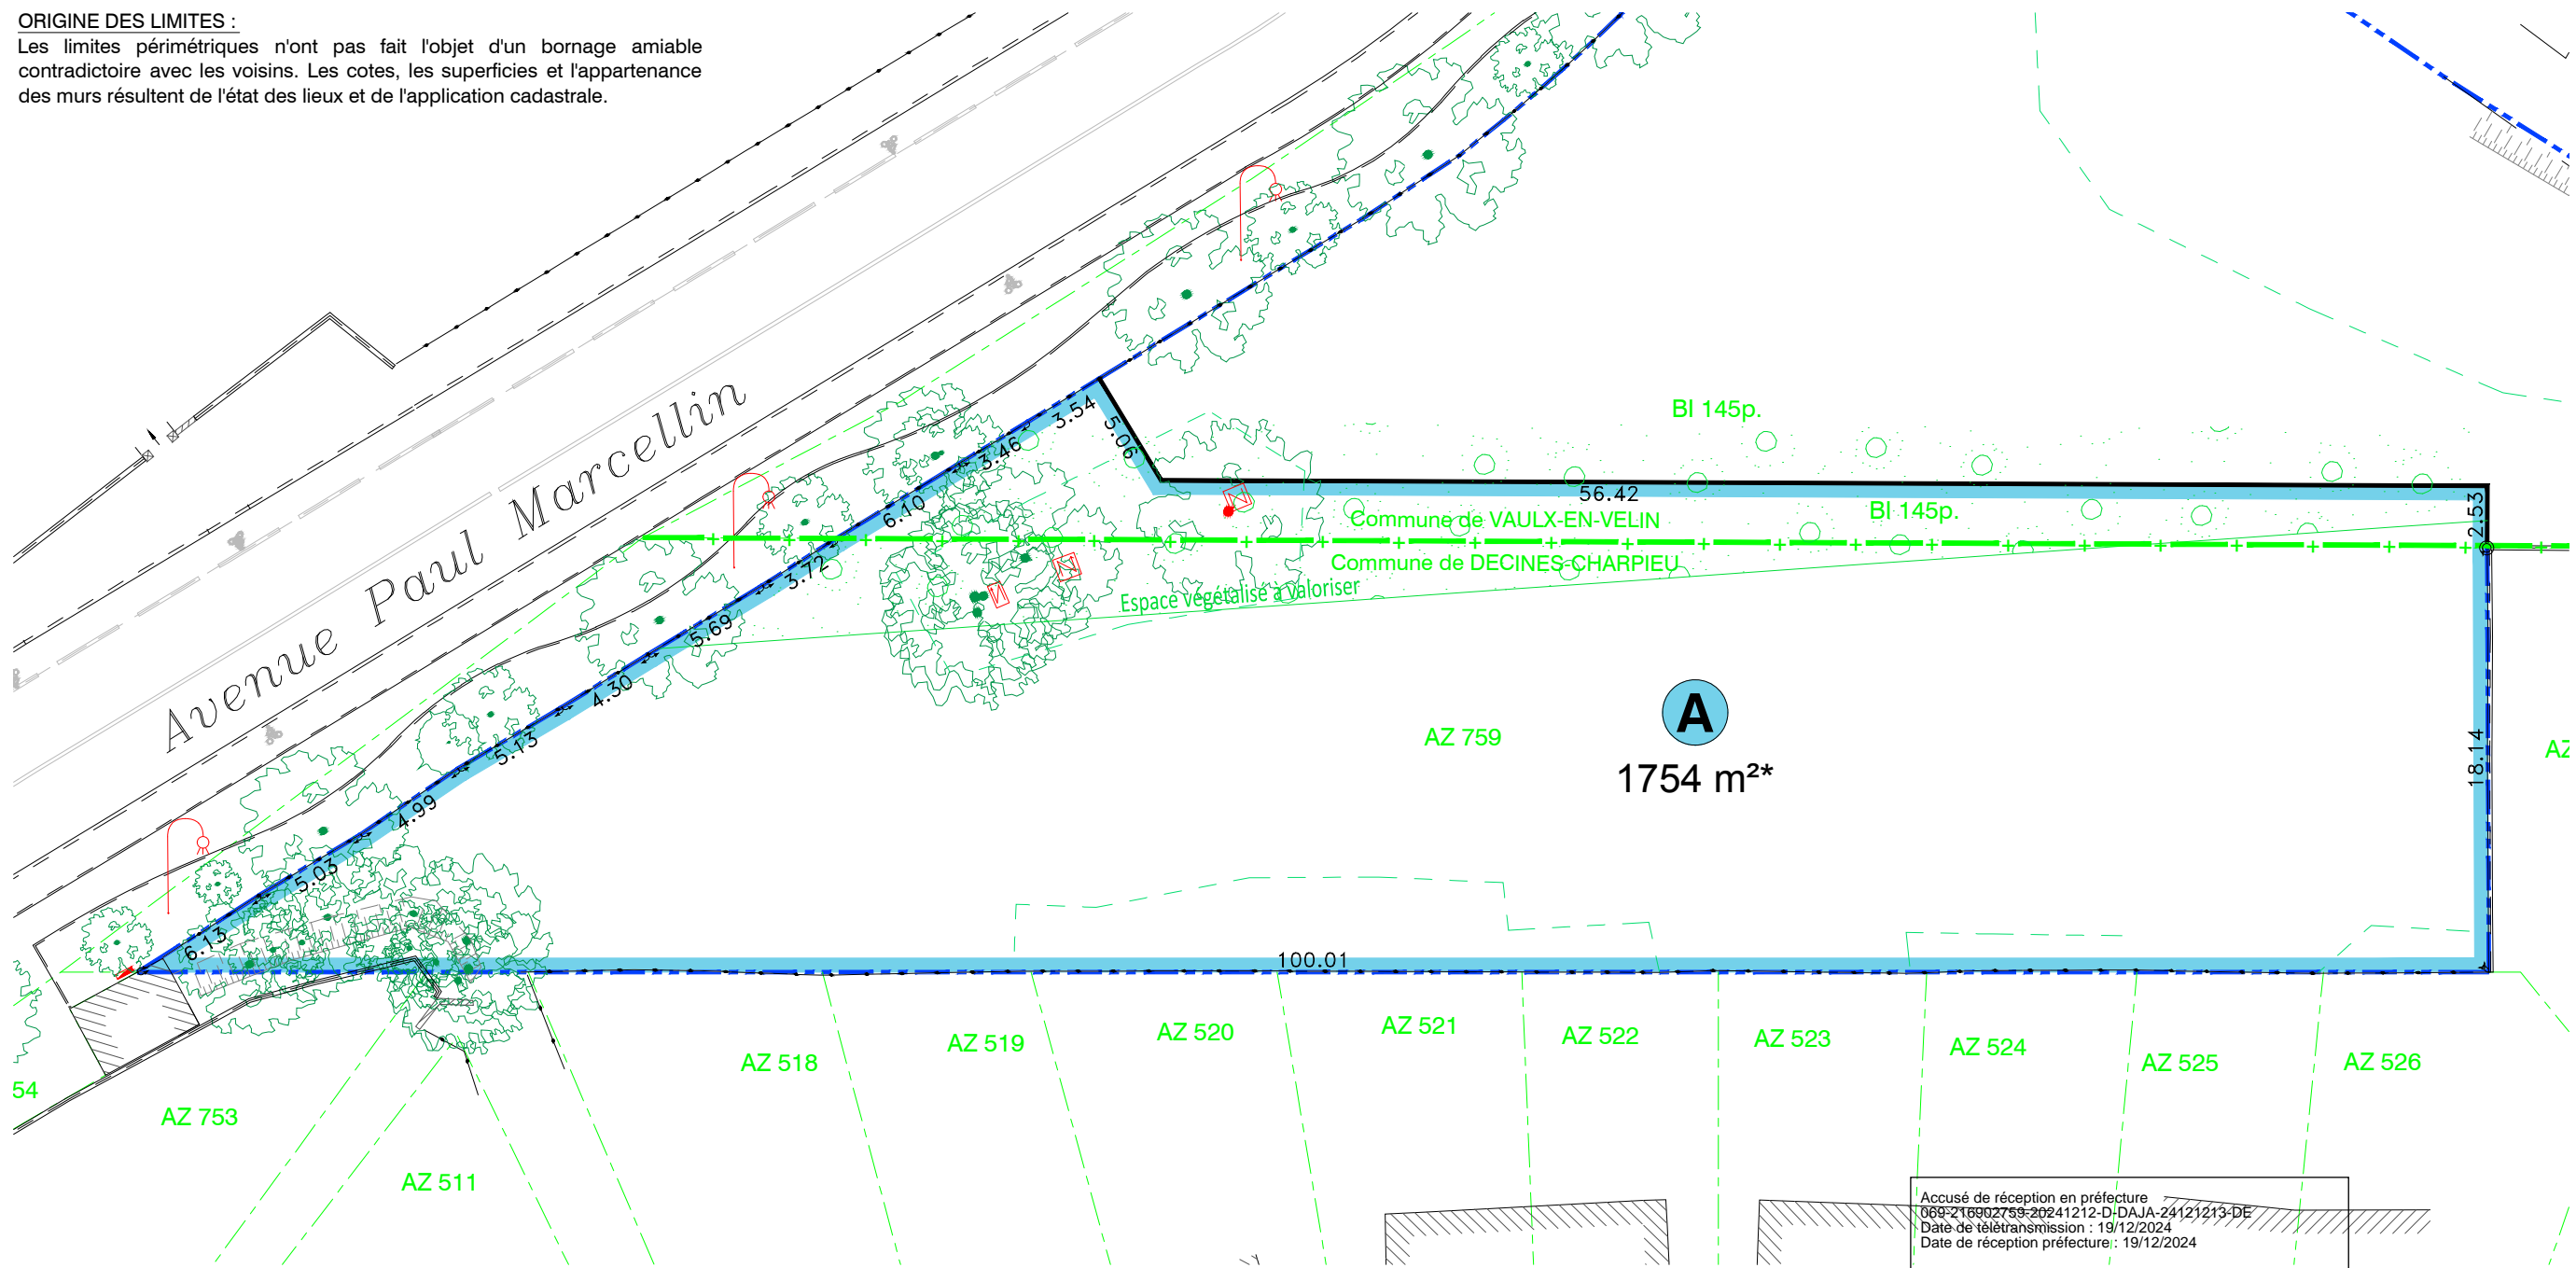 ORIGINE DES LIMITES :
Les limites périmétriques n'ont pas fait l'objet d'un bornage amiable
contradictoire avec les voisins. Les cotes, les superficies et l'appartenance
des murs résultent de l'état des lieux et de l'application cadastrale.
Avenue Paul Marcellin
BI 145p.
3.54
5.06
3.46
6.10
56.42
2.53
BI 145p.
Commune de VAULX-EN-VELIN
Commune de DECINES-CHARPIEU
3.72
Espace végétalisé à valoriser
5.69
4.30
5.13
A
AZ 759
1754 m²*
18.14
AZ
4.99
5.03
6.13
100.01
AZ 518
AZ 519
AZ 520
AZ 521
AZ 522
AZ 523
AZ 524
AZ 525
AZ 526
54
AZ 753
AZ 511
Accusé de réception en préfecture
069-216902759-20241212-D-DAJA-24121213-DE
Date de télétransmission : 19/12/2024
Date de réception préfecture : 19/12/2024